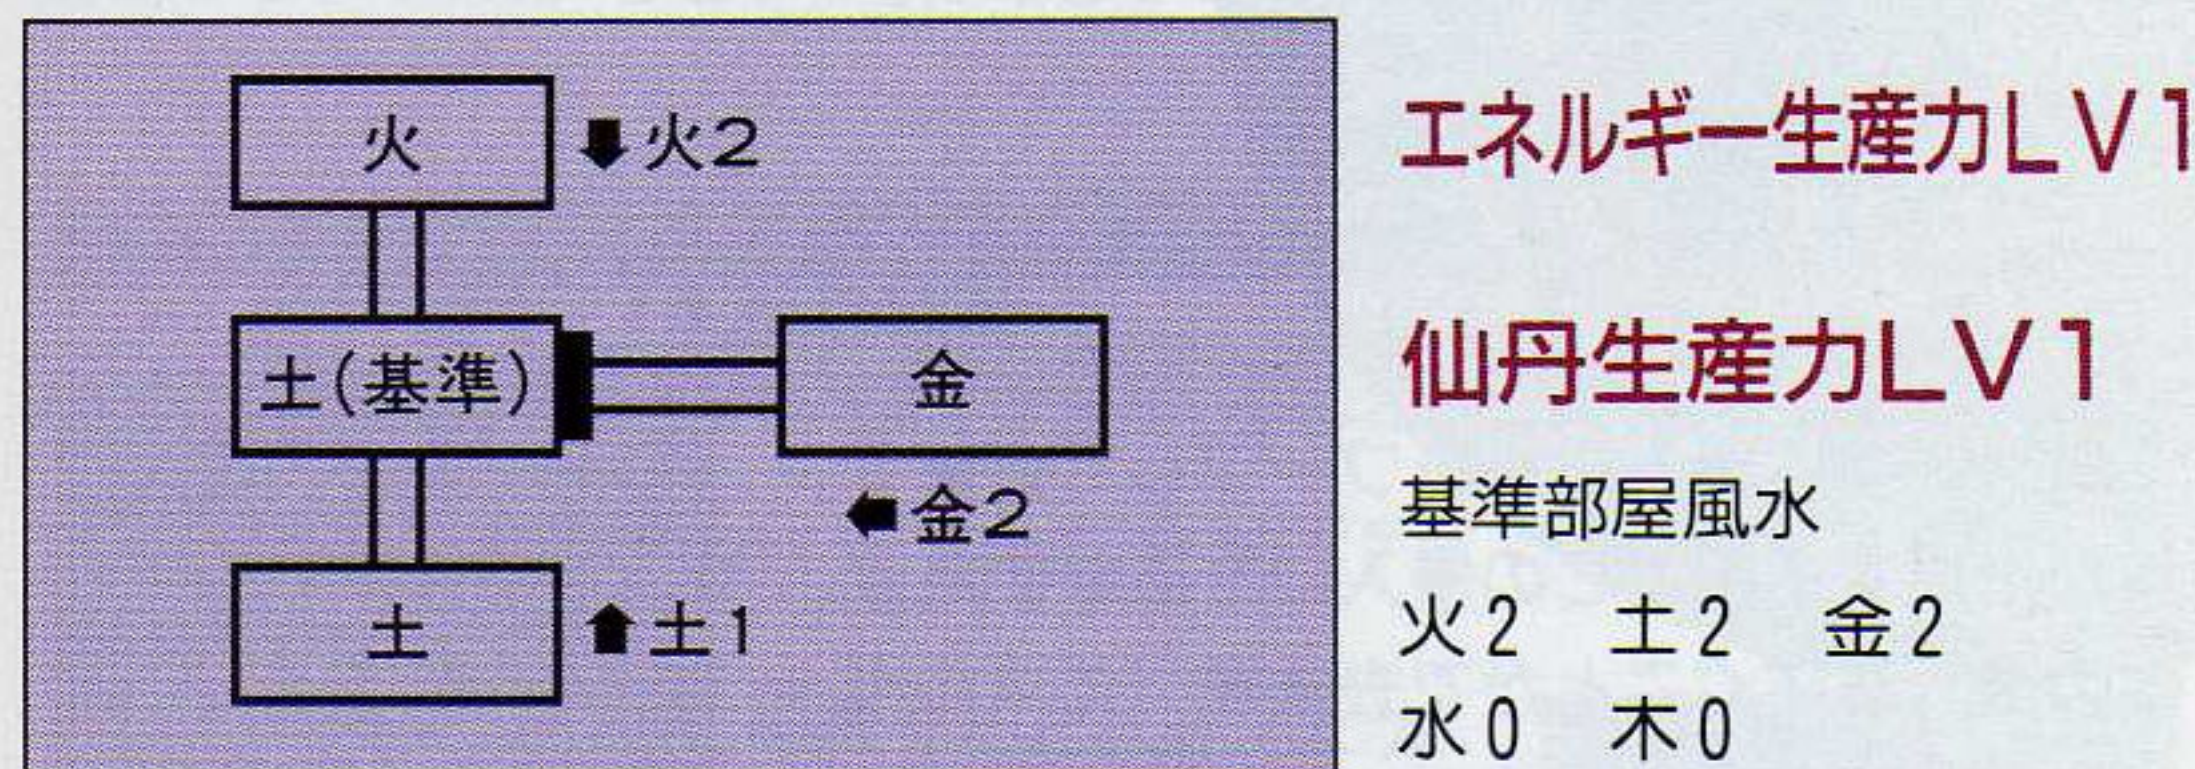 火
⬇火2
土(基準)
金
⬅金2
土
⬆土1
エネルギー生産力LV1
仙丹生産力LV1
基準部屋風水
火2 土2 金2
水0 木0